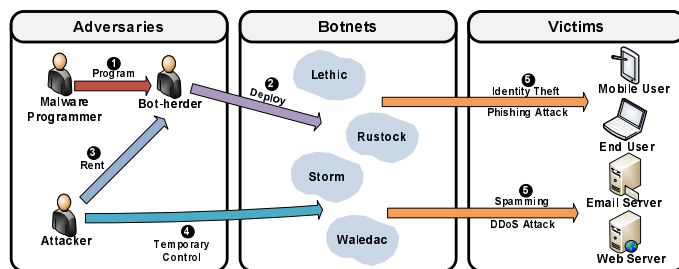 Adversaries
Botnets
Victims
1
Program
Malware
Programmer
Bot-herder
2
Deploy
3
Rent
Attacker
4
Temporary
Control
Lethic
Rustock
Storm
Waledac
5
Identity Theft
Phishing Attack
5
Spamming
DDoS Attack
Mobile User
End User
Email Server
Web Server